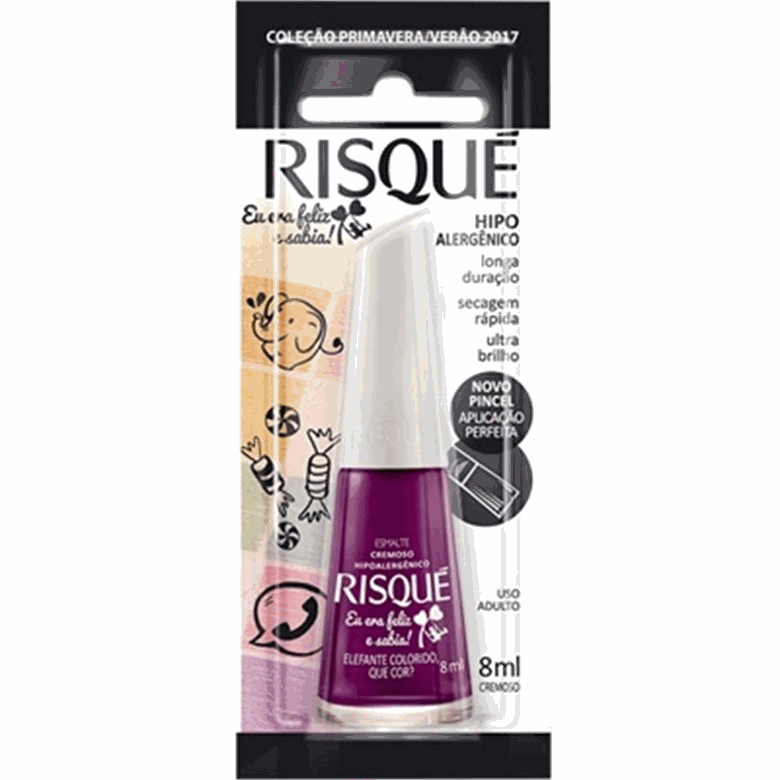 COLEÇÃO PRIMAVERA/VERÃO 2017
RISQUÉ
Eu era feliz
e sabia!
HIPO
ALERGÊNICO
longa
duração
secagem
rápida
ultra
brilho
NOVO
PINCEL
APLICAÇÃO
PERFEITA
RISQUÉ
ESMALTE
CREMOSO
HIPOALERGÊNICO
RISQUÉ
Eu era feliz
e sabia!
ELEFANTE COLORIDO,
QUE COR?
8ml
USO
ADULTO
8ml
CREMOSO